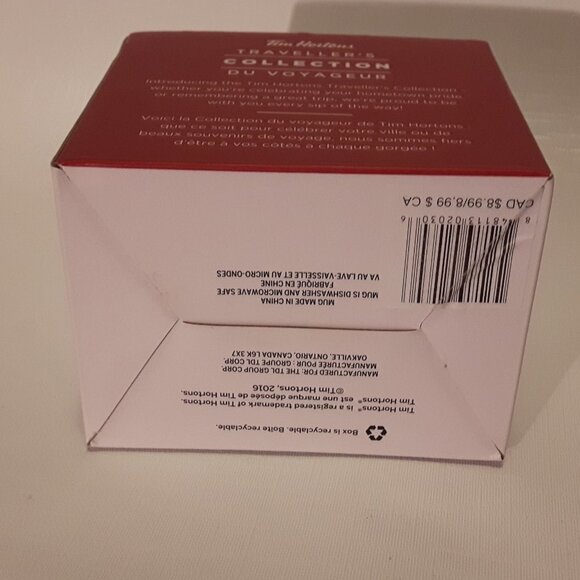 Tim Hortons
TRAVELLER'S
COLLECTION
DU VOYAGEUR
Introducing the Tim Hortons Traveller's Collection
whether you're celebrating your hometown pride
or remembering a great trip, we're proud to be
with you every sip of the way!
Voici la Collection du voyageur de Tim Hortons
que ce soit pour célébrer votre ville ou de
beaux souvenirs de voyage, nous sommes fiers
d'être à vos côtés à chaque gorgée !
Box is recyclable. Boîte recyclable.
Tim Hortons® is a registered trademark of Tim Hortons.
Tim Hortons® est une marque déposée de Tim Hortons.
©Tim Hortons, 2016
MANUFACTURED FOR: THE TDL GROUP CORP.
MANUFACTURÉE POUR : GROUPE TDL CORP.
OAKVILLE, ONTARIO, CANADA L6K 3X7
MUG MADE IN CHINA
MUG IS DISHWASHER AND MICROWAVE SAFE
FABRIQUÉ EN CHINE
VA AU LAVE-VAISSELLE ET AU MICRO-ONDES
8 48113 02030 6
CAD $8.99/8,99 $ CA